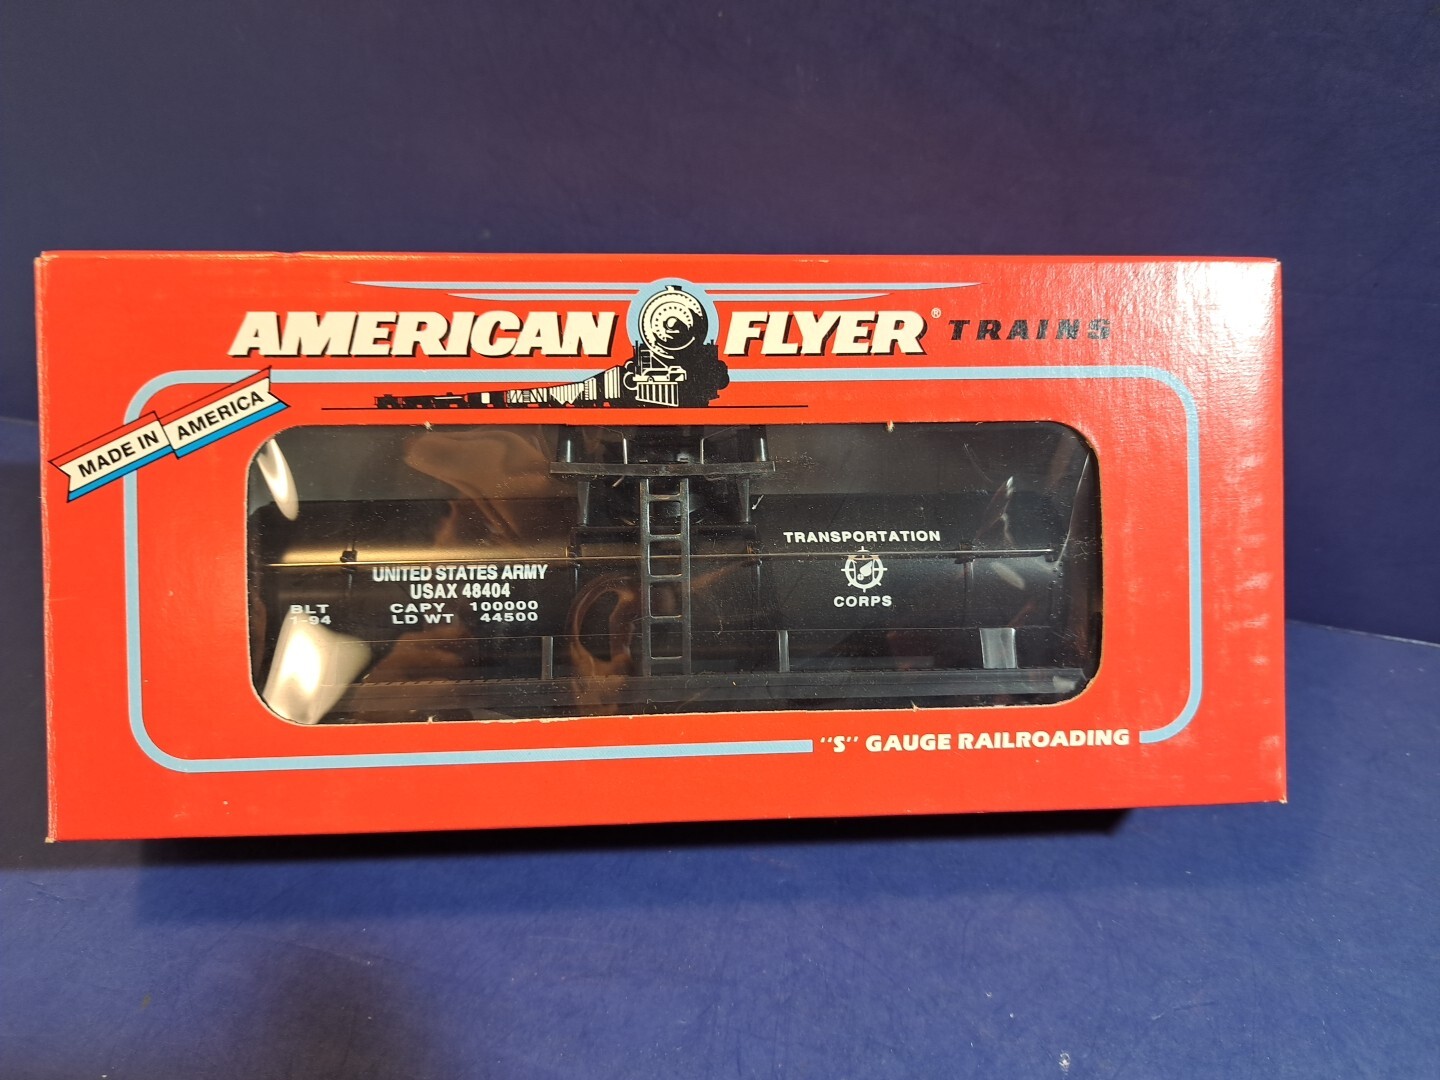 AMERICAN FLYER® TRAINS
MADE IN AMERICA
TRANSPORTATION
CORPS
UNITED STATES ARMY
USAX 48404
BLT CAPY 100000
1-94 LD WT 44500
"S" GAUGE RAILROADING